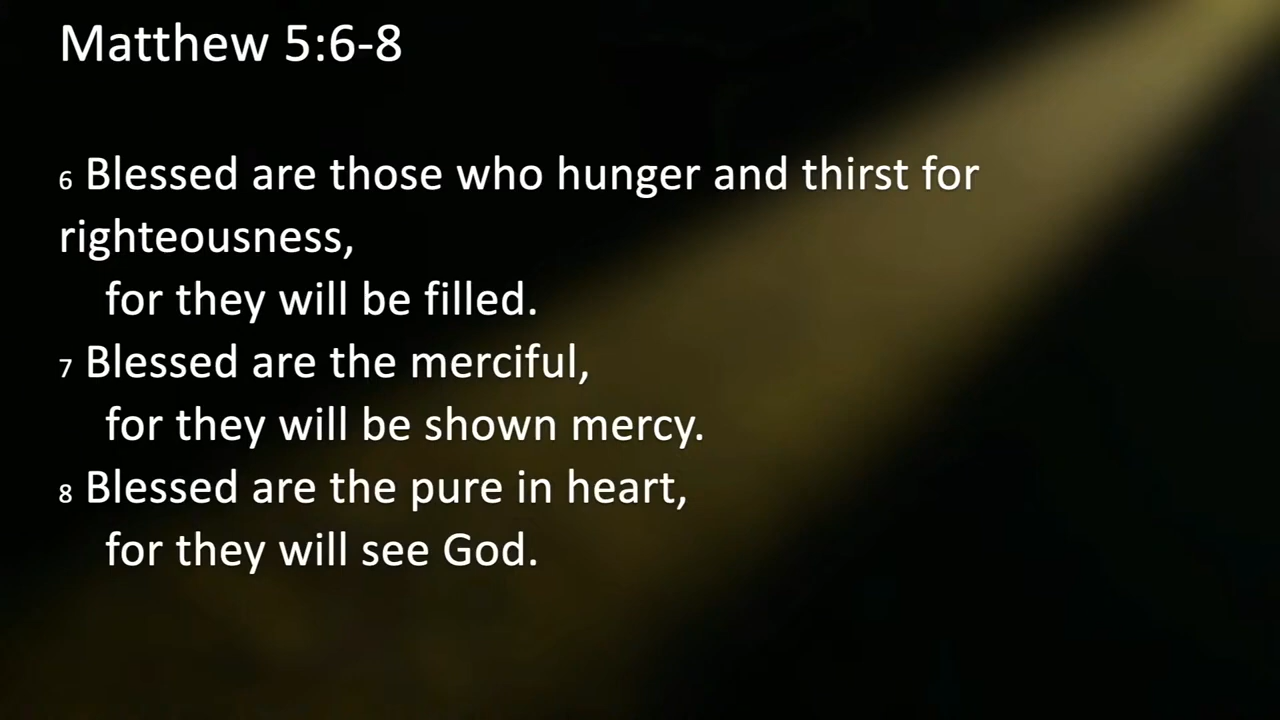 Matthew 5:6-8
6 Blessed are those who hunger and thirst for
righteousness,
for they will be filled.
7 Blessed are the merciful,
for they will be shown mercy.
8 Blessed are the pure in heart,
for they will see God.